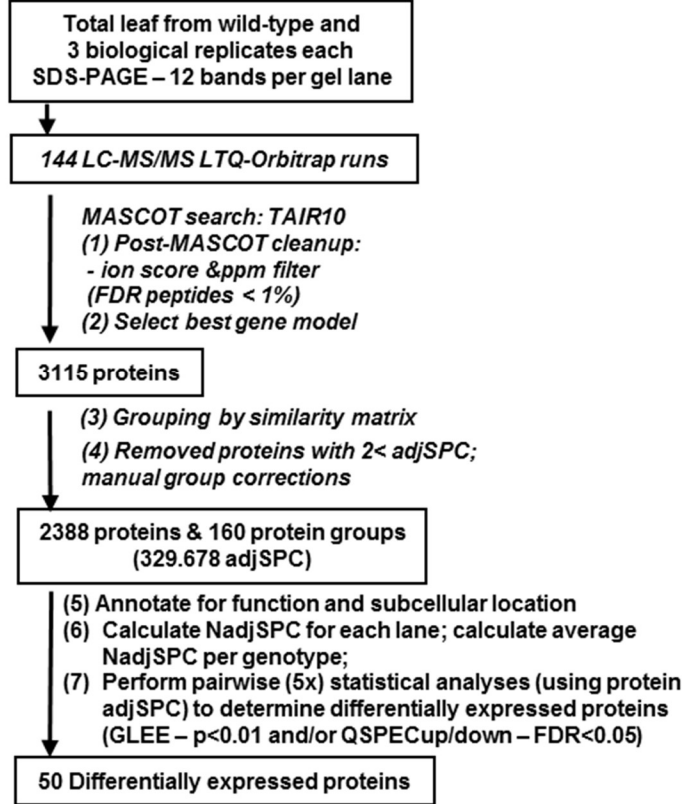 Total leaf from wild-type and
3 biological replicates each
SDS-PAGE – 12 bands per gel lane
144 LC-MS/MS LTQ-Orbitrap runs
MASCOT search: TAIR10
(1) Post-MASCOT cleanup:
- ion score &ppm filter
(FDR peptides < 1%)
(2) Select best gene model
3115 proteins
(3) Grouping by similarity matrix
(4) Removed proteins with 2< adjSPC;
manual group corrections
2388 proteins & 160 protein groups
(329.678 adjSPC)
(5) Annotate for function and subcellular location
(6) Calculate NadjSPC for each lane; calculate average
NadjSPC per genotype;
(7) Perform pairwise (5x) statistical analyses (using protein
adjSPC) to determine differentially expressed proteins
(GLEE – p<0.01 and/or QSPECup/down – FDR<0.05)
50 Differentially expressed proteins